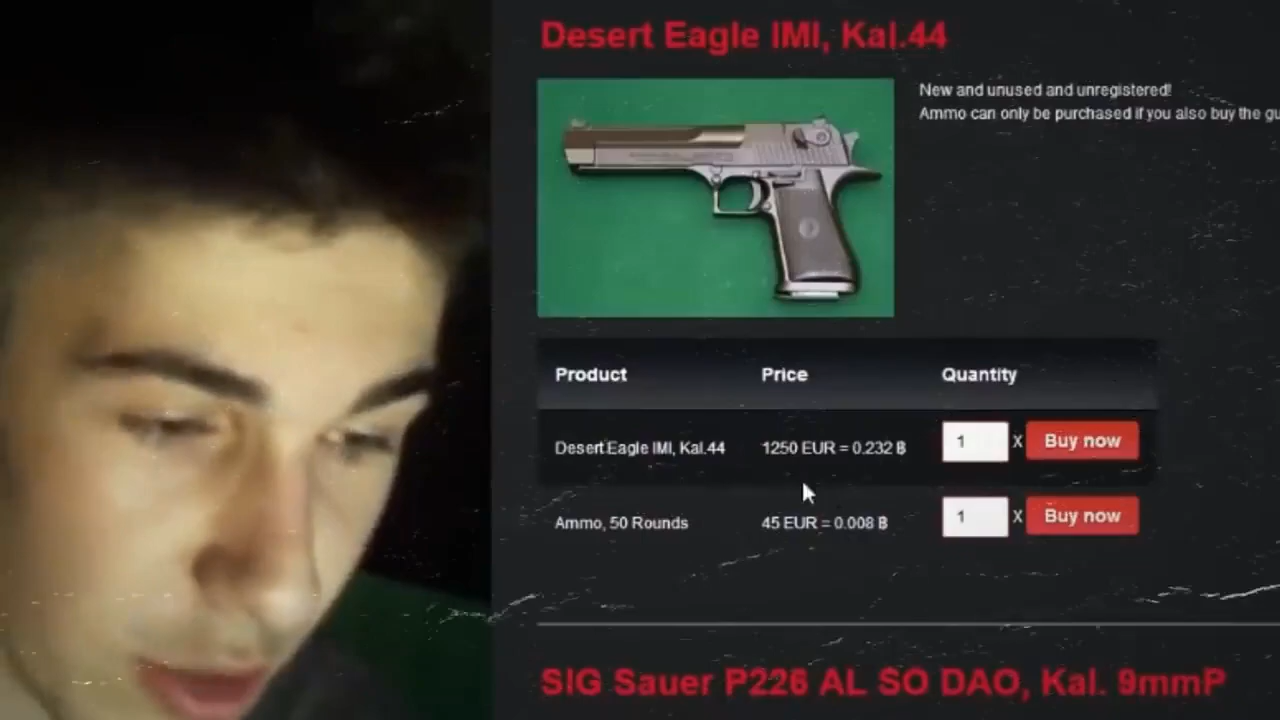 Desert Eagle IMI, Kal.44
New and unused and unregistered!
Ammo can only be purchased if you also buy the
Product Price Quantity
Desert Eagle IMI, Kal.44 1250 EUR = 0.232 ฿ 1 X Buy now
Ammo, 50 Rounds 45 EUR = 0.008 ฿ 1 X Buy now
SIG Sauer P226 AL SO DAO, Kal. 9mmP